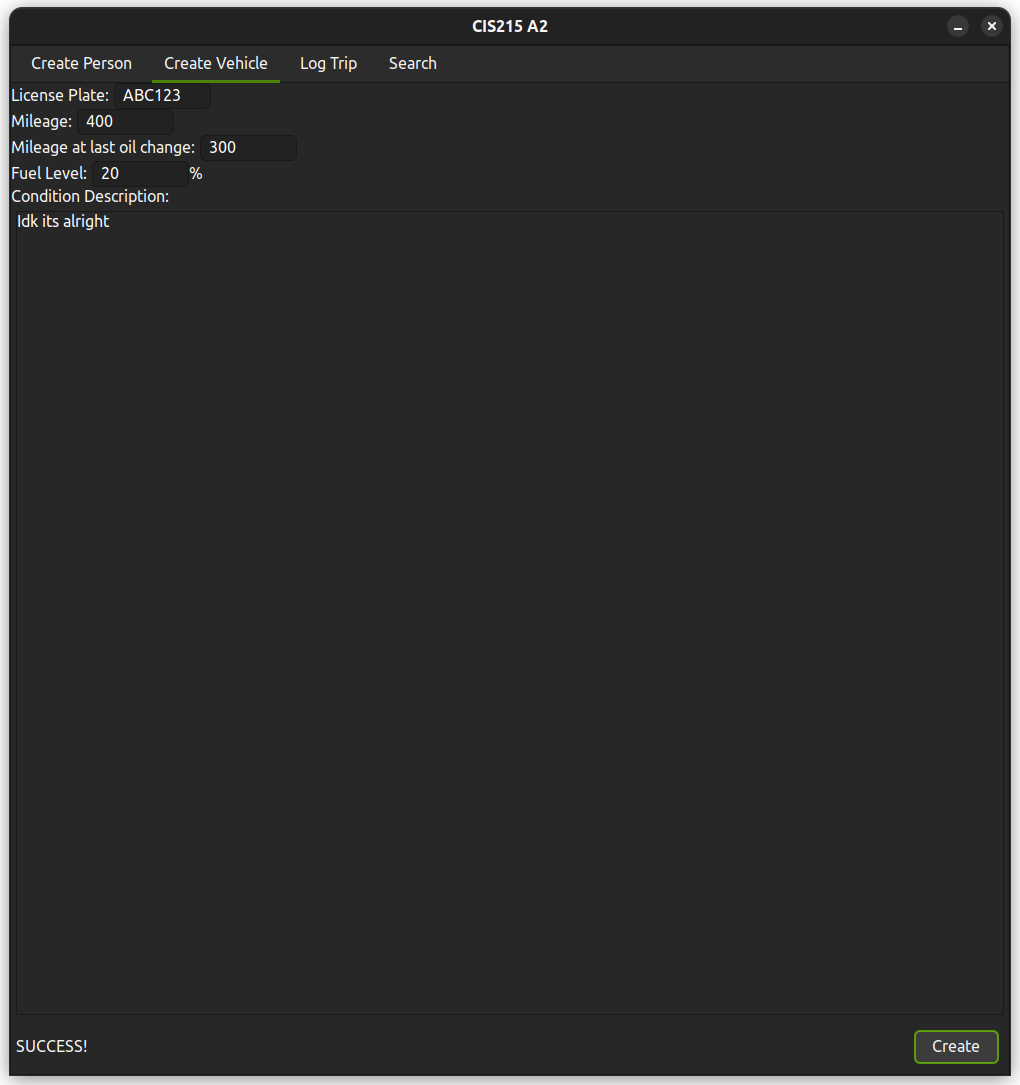 CIS215 A2
Create Person Create Vehicle Log Trip Search
License Plate: ABC123
Mileage: 400
Mileage at last oil change: 300
Fuel Level: 20 %
Condition Description:
Idk its alright
SUCCESS! Create